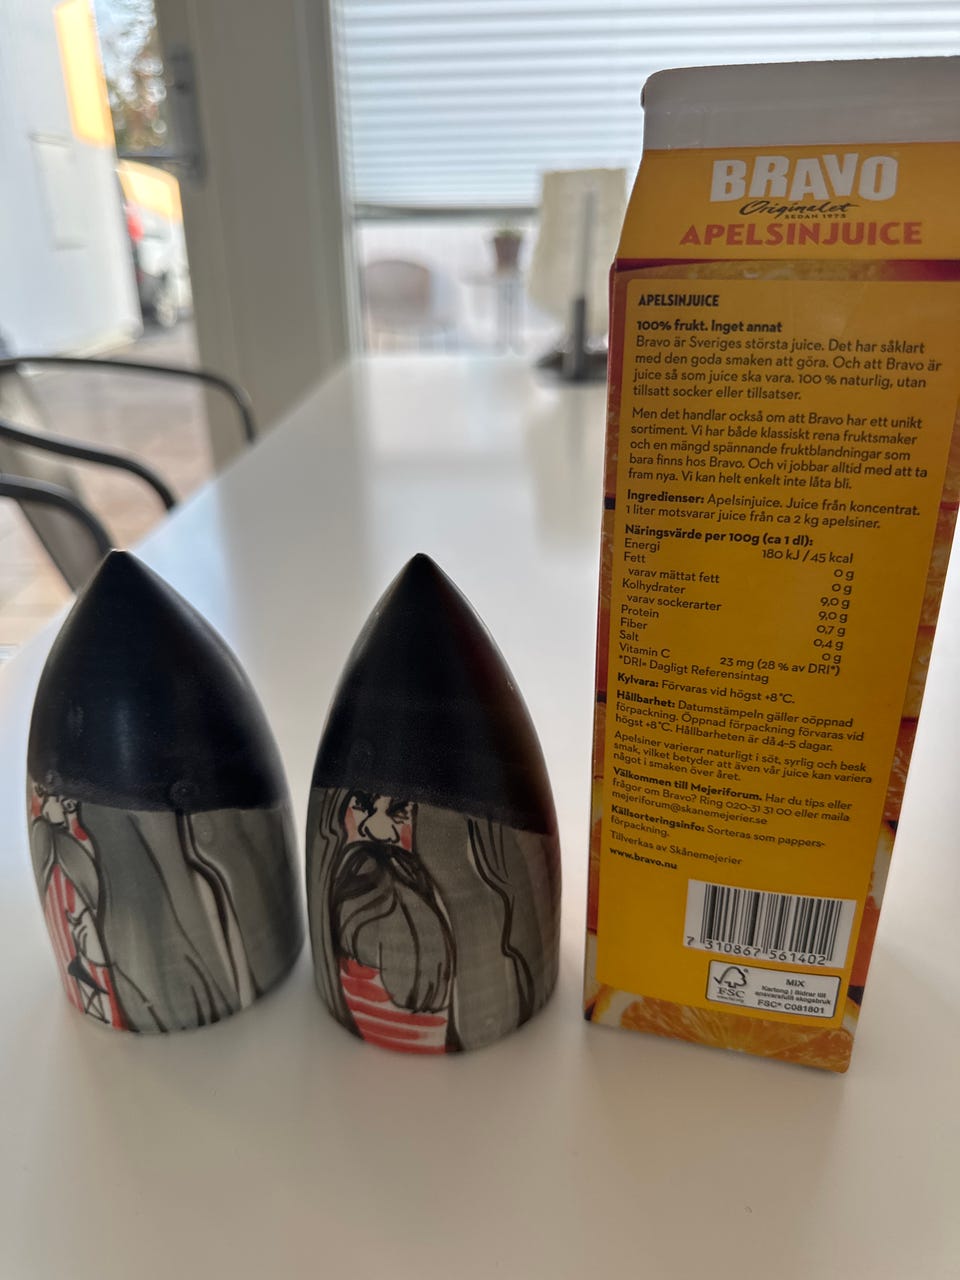 BRAVO
Originalet
SEDAN 1975
APELSINJUICE
APELSINJUICE
100% frukt. Inget annat
Bravo är Sveriges största juice. Det har såklart
med den goda smaken att göra. Och att Bravo är
juice så som juice ska vara. 100 % naturlig, utan
tillsatt socker eller tillsatser.
Men det handlar också om att Bravo har ett unikt
sortiment. Vi har både klassiskt rena fruktsmaker
och en mängd spännande fruktblandningar som
bara finns hos Bravo. Och vi jobbar alltid med att ta
fram nya. Vi kan helt enkelt inte låta bli.
Ingredienser: Apelsinjuice. Juice från koncentrat.
1 liter motsvarar juice från ca 2 kg apelsiner.
Näringsvärde per 100g (ca 1 dl):
Energi 180 kJ / 45 kcal
Fett 0 g
varav mättat fett 0 g
Kolhydrater 9,0 g
varav sockerarter 9,0 g
Protein 0,7 g
Fiber 0,4 g
Salt 0 g
Vitamin C 23 mg (28 % av DRI*)
*DRI= Dagligt Referensintag
Kylvara: Förvaras vid högst +8°C.
Hållbarhet: Datumstämpeln gäller oöppnad
förpackning. Öppnad förpackning förvaras vid
högst +8°C. Hållbarheten är då 4-5 dagar.
Apelsiner varierar naturligt i söt, syrlig och besk
smak, vilket betyder att även vår juice kan variera
något i smaken över året.
Välkommen till Mejeriforum. Har du tips eller
frågor om Bravo? Ring 020-31 31 00 eller maila
mejeriforum@skanemejerier.se
Källsorteringsinfo: Sorteras som pappers-
förpackning.
Tillverkas av Skånemejerier
www.bravo.nu
7 310867 561402
FSC
www.fsc.org
MIX
Kartong | Bidrar till
ansvarsfullt skogsbruk
FSC® C081801